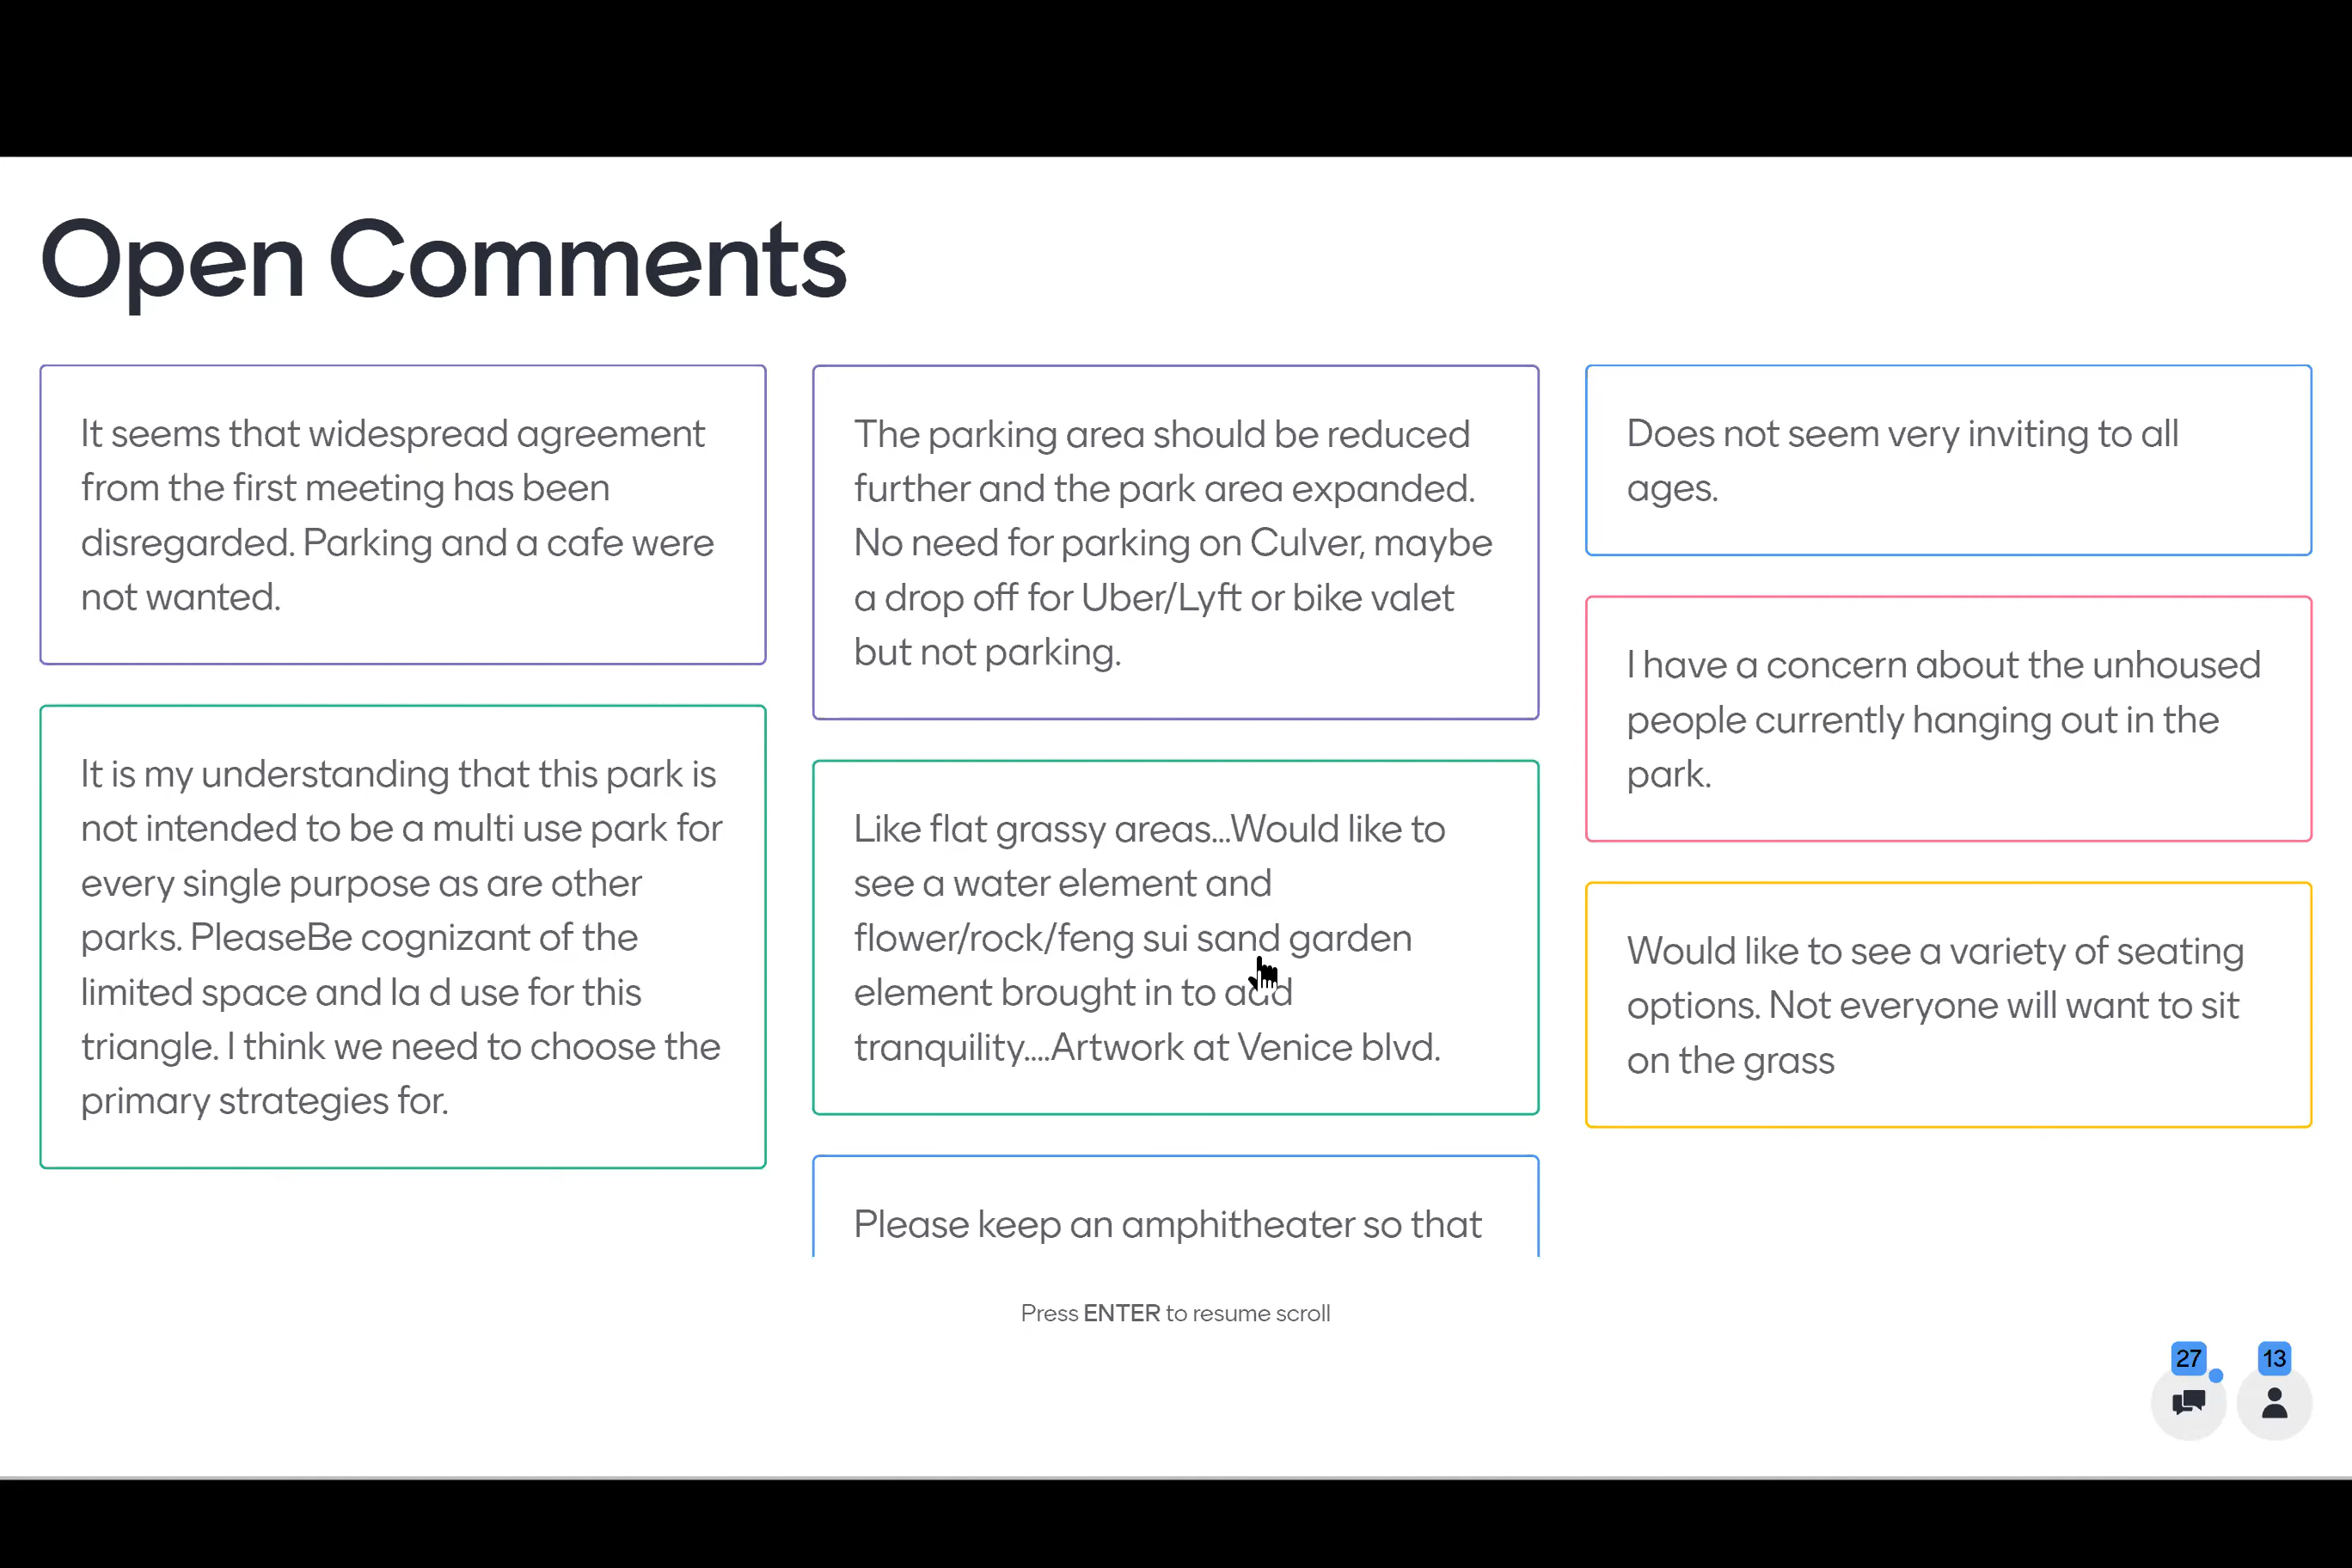 Open Comments
It seems that widespread agreement
from the first meeting has been
disregarded. Parking and a cafe were
not wanted.
It is my understanding that this park is
not intended to be a multi use park for
every single purpose as are other
parks. PleaseBe cognizant of the
limited space and la d use for this
triangle. I think we need to choose the
primary strategies for.
The parking area should be reduced
further and the park area expanded.
No need for parking on Culver, maybe
a drop off for Uber/Lyft or bike valet
but not parking.
Like flat grassy areas...Would like to
see a water element and
flower/rock/feng sui sand garden
element brought in to add
tranquility....Artwork at Venice blvd.
Please keep an amphitheater so that
Does not seem very inviting to all
ages.
I have a concern about the unhoused
people currently hanging out in the
park.
Would like to see a variety of seating
options. Not everyone will want to sit
on the grass
Press ENTER to resume scroll
27
13